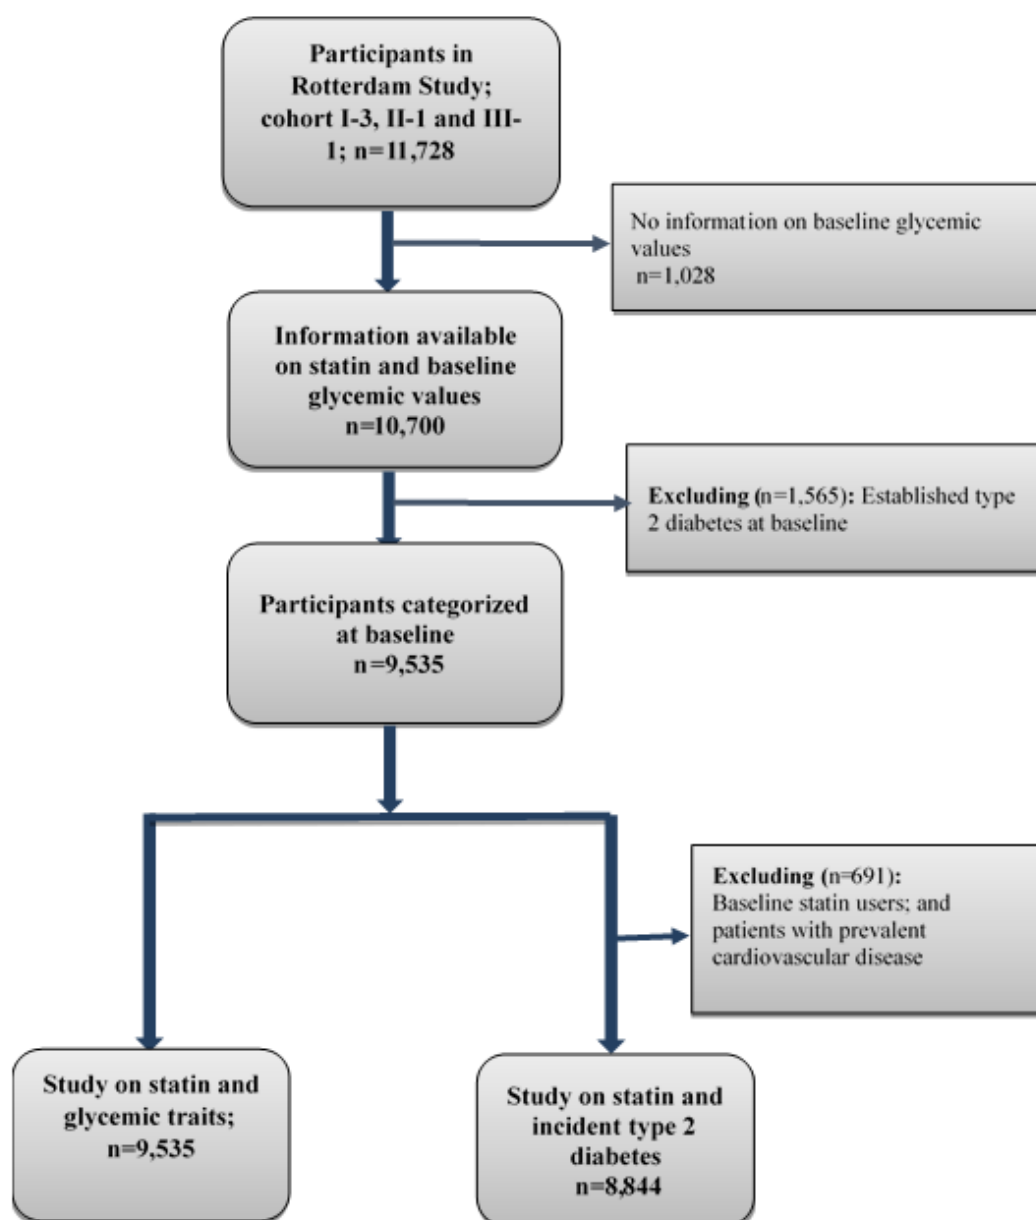 Participants in
Rotterdam Study;
cohort I-3, II-1 and III-
1; n=11,728
No information on baseline glycemic
values
n=1,028
Information available
on statin and baseline
glycemic values
n=10,700
Excluding (n=1,565): Established type
2 diabetes at baseline
Participants categorized
at baseline
n=9,535
Excluding (n=691):
Baseline statin users; and
patients with prevalent
cardiovascular disease
Study on statin and
glycemic traits;
n=9,535
Study on statin and
incident type 2
diabetes
n=8,844